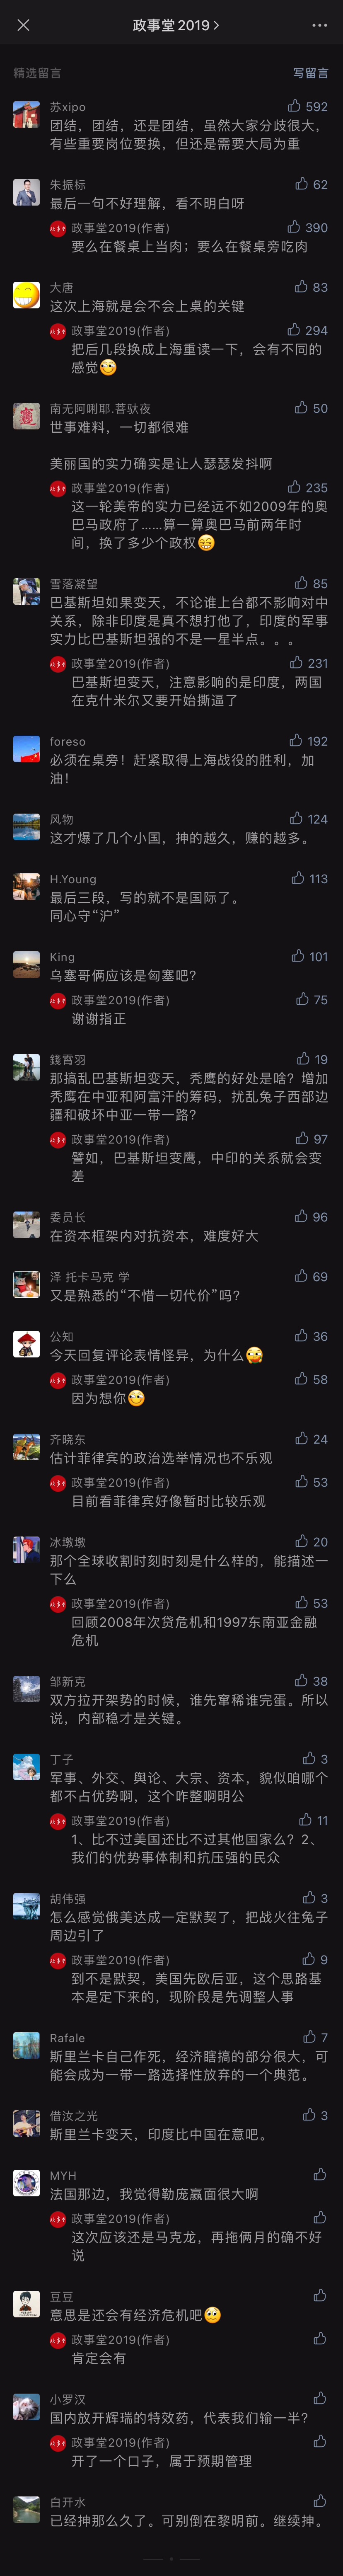 政事堂2019
精选留言
写留言
苏xipo
592
团结，团结，还是团结，虽然大家分歧很大，
有些重要岗位要换，但还是需要大局为重
朱振标
62
最后一句不好理解，看不明白呀
政事堂2019(作者)
390
要么在餐桌上当肉；要么在餐桌旁吃肉
大唐
83
这次上海就是会不会上桌的关键
政事堂2019(作者)
294
把后几段换成上海重读一下，会有不同的
感觉
南无阿唎耶.菩驮夜
50
世事难料，一切都很难
美丽国的实力确实是让人瑟瑟发抖啊
政事堂2019(作者)
235
这一轮美帝的实力已经远不如2009年的奥
巴马政府了……算一算奥巴马前两年时
间，换了多少个政权
雪落凝望
85
巴基斯坦如果变天，不论谁上台都不影响对中
关系，除非印度是真不想打他了，印度的军事
实力比巴基斯坦强的不是一星半点。。。
政事堂2019(作者)
231
巴基斯坦变天，注意影响的是印度，两国
在克什米尔又要开始撕逼了
foreso
192
必须在桌旁！赶紧取得上海战役的胜利，加
油！
风物
124
这才爆了几个小国，抻的越久，赚的越多。
H.Young
113
最后三段，写的就不是国际了。
同心守“沪”
King
101
乌塞哥俩应该是匈塞吧？
政事堂2019(作者)
75
谢谢指正
錢霄羽
19
那搞乱巴基斯坦变天，秃鹰的好处是啥？增加
秃鹰在中亚和阿富汗的筹码，扰乱兔子西部边
疆和破坏中亚一带一路？
政事堂2019(作者)
97
譬如，巴基斯坦变鹰，中印的关系就会变
差
委员长
96
在资本框架内对抗资本，难度好大
泽 托卡马克 学
69
又是熟悉的“不惜一切代价”吗？
公知
36
今天回复评论表情怪异，为什么
政事堂2019(作者)
58
因为想你
齐晓东
24
估计菲律宾的政治选举情况也不乐观
政事堂2019(作者)
53
目前看菲律宾好像暂时比较乐观
冰墩墩
20
那个全球收割时刻时刻是什么样的，能描述一
下么
政事堂2019(作者)
53
回顾2008年次贷危机和1997东南亚金融
危机
邹新克
38
双方拉开架势的时候，谁先窜稀谁完蛋。所以
说，内部稳才是关键。
丁子
3
军事、外交、舆论、大宗、资本，貌似咱哪个
都不占优势啊，这个咋整啊明公
政事堂2019(作者)
11
1、比不过美国还比不过其他国家么？2、
我们的优势事体制和抗压强的民众
胡伟强
3
怎么感觉俄美达成一定默契了，把战火往兔子
周边引了
政事堂2019(作者)
9
到不是默契，美国先欧后亚，这个思路基
本是定下来的，现阶段是先调整人事
Rafale
7
斯里兰卡自己作死，经济瞎搞的部分很大，可
能会成为一带一路选择性放弃的一个典范。
借汝之光
3
斯里兰卡变天，印度比中国在意吧。
MYH
法国那边，我觉得勒庞赢面很大啊
政事堂2019(作者)
这次应该还是马克龙，再拖俩月的确不好
说
豆豆
意思是还会有经济危机吧
政事堂2019(作者)
肯定会有
小罗汉
国内放开辉瑞的特效药，代表我们输一半？
政事堂2019(作者)
开了一个口子，属于预期管理
白开水
已经抻那么久了。可别倒在黎明前。继续抻。